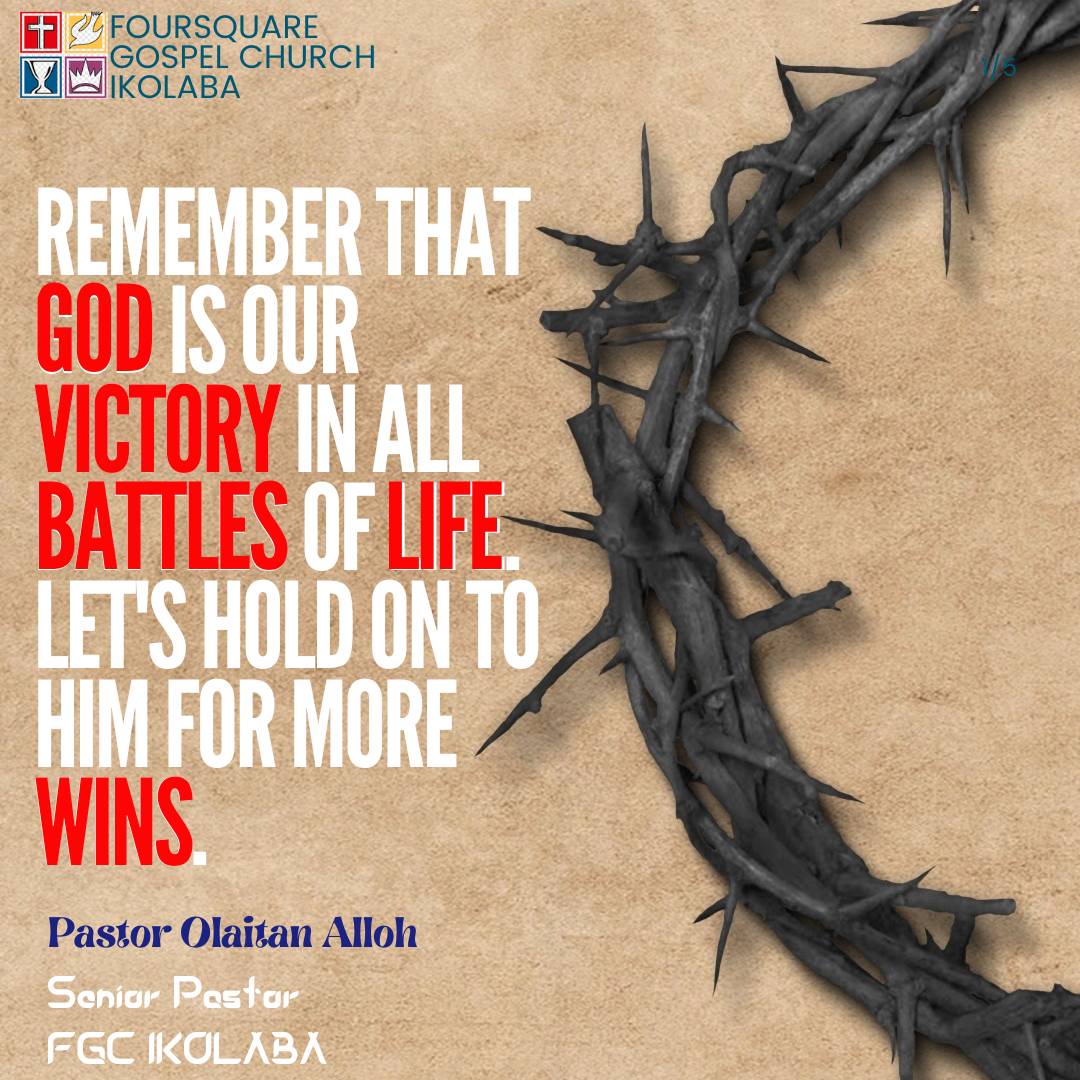 FOURSQUARE
GOSPEL CHURCH
IKOLABA
1/5
REMEMBER THAT
GOD IS OUR
VICTORY IN ALL
BATTLES OF LIFE.
LET'S HOLD ON TO
HIM FOR MORE
WINS.
Pastor Olaitan Alloh
Senior Pastor
FGC IKOLABA